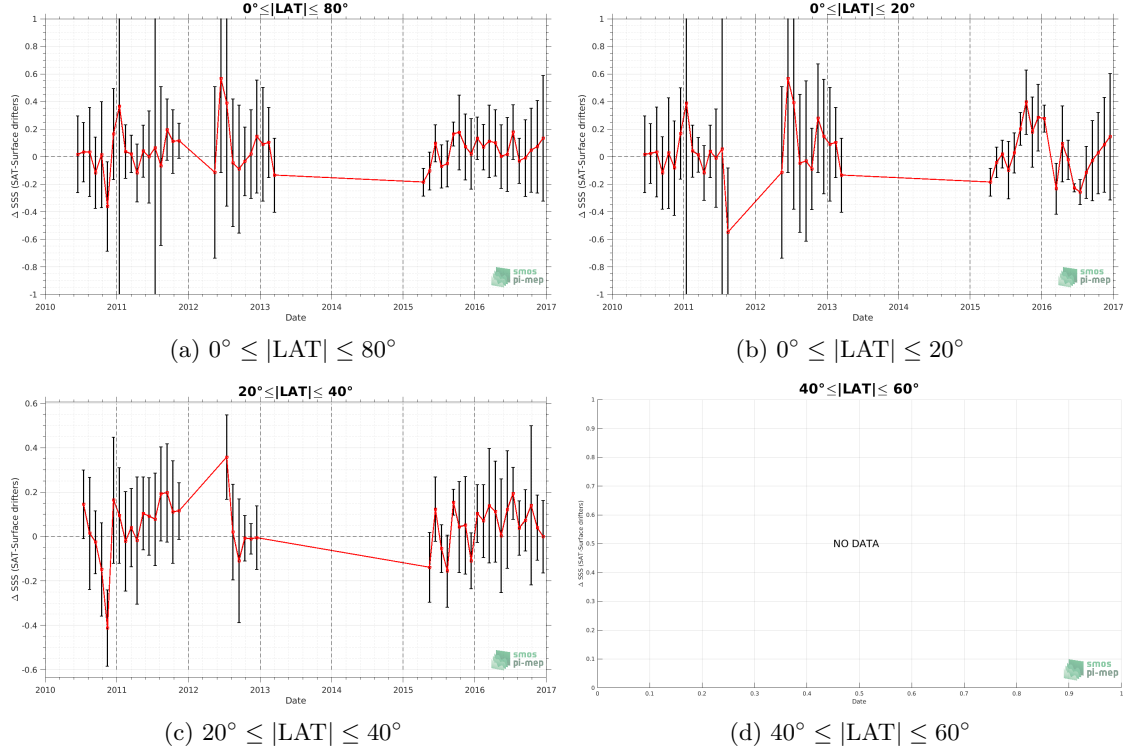 0°≤|LAT|≤ 80°
1
0.8
0.6
0.4
0.2
0
-0.2
-0.4
-0.6
-0.8
-1
Δ SSS (SAT-Surface drifters)
2010 2011 2012 2013 2014 2015 2016 2017
Date
smos
pi-mep
(a) 0° ≤ |LAT| ≤ 80°
0°≤|LAT|≤ 20°
1
0.8
0.6
0.4
0.2
0
-0.2
-0.4
-0.6
-0.8
-1
Δ SSS (SAT-Surface drifters)
2010 2011 2012 2013 2014 2015 2016 2017
Date
smos
pi-mep
(b) 0° ≤ |LAT| ≤ 20°
20°≤|LAT|≤ 40°
0.6
0.4
0.2
0
-0.2
-0.4
-0.6
Δ SSS (SAT-Surface drifters)
2010 2011 2012 2013 2014 2015 2016 2017
Date
smos
pi-mep
(c) 20° ≤ |LAT| ≤ 40°
40°≤|LAT|≤ 60°
1
0.9
0.8
0.7
0.6
0.5
0.4
0.3
0.2
0.1
0
Δ SSS (SAT-Surface drifters)
NO DATA
0 0.1 0.2 0.3 0.4 0.5 0.6 0.7 0.8 0.9 1
Date
smos
pi-mep
(d) 40° ≤ |LAT| ≤ 60°